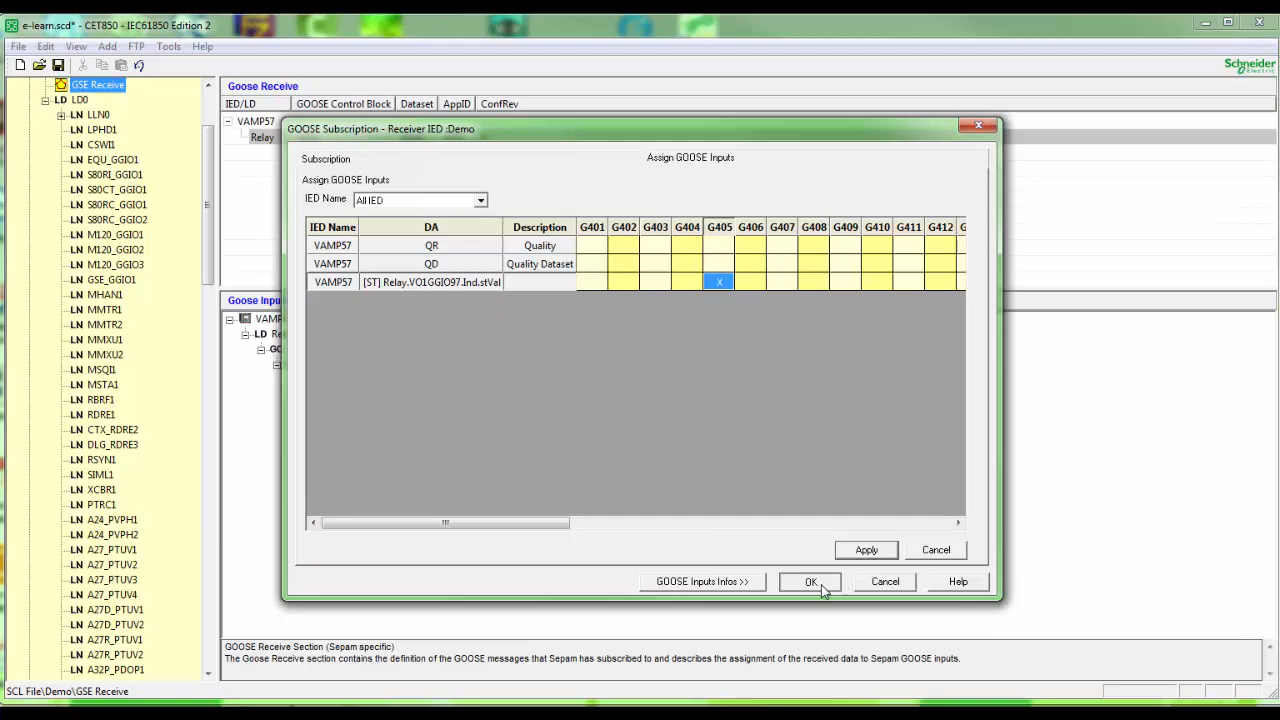 e-learn.scd* - CET850 - IEC61850 Edition 2
File Edit View Add FTP Tools Help
Schneider
Electric
GSE Receive
LD LD0
LN LLN0
LN LPHD1
LN CSWI1
LN EQU_GGIO1
LN S80RI_GGIO1
LN S80CT_GGIO1
LN S80RC_GGIO1
LN S80RC_GGIO2
LN M120_GGIO1
LN M120_GGIO2
LN M120_GGIO3
LN GSE_GGIO1
LN MHAN1
LN MMTR1
LN MMTR2
LN MMXU1
LN MMXU2
LN MSQI1
LN MSTA1
LN RBRF1
LN RDRE1
LN CTX_RDRE2
LN DLG_RDRE3
LN RSYN1
LN SIML1
LN XCBR1
LN PTRC1
LN A24_PVPH1
LN A24_PVPH2
LN A27_PTUV1
LN A27_PTUV2
LN A27_PTUV3
LN A27_PTUV4
LN A27D_PTUV1
LN A27D_PTUV2
LN A27R_PTUV1
LN A27R_PTUV2
LN A32P_PDOP1
Goose Receive
IED/LD GOOSE Control Block Dataset AppID ConfRev
VAMP57
Relay
Goose Inpu
VAMP
LD Re
GO
GOOSE Subscription - Receiver IED :Demo
Subscription Assign GOOSE Inputs
Assign GOOSE Inputs
IED Name All IED
IED Name DA Description G401 G402 G403 G404 G405 G406 G407 G408 G409 G410 G411 G412 G
VAMP57 QR Quality
VAMP57 QD Quality Dataset
VAMP57 [ST] Relay.VO1GGIO97.Ind.stVal X
Apply Cancel
GOOSE Inputs Infos >> OK Cancel Help
GOOSE Receive Section (Sepam specific)
The Goose Receive section contains the definition of the GOOSE messages that Sepam has subscribed to and describes the assignment of the received data to Sepam GOOSE inputs.
SCL File\Demo\GSE Receive